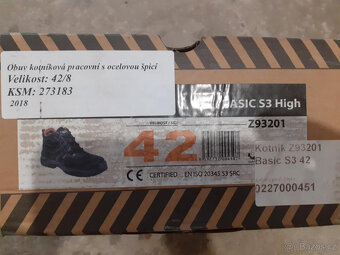 Obuv kotníková pracovní s ocelovou špicí
Velikost: 42/8
KSM: 273183
2018
BASIC S3 High
Z93201
42
CE CERTIFIED EN ISO 20345 S3 SRC
Kotník Z93201
Basic S3 42
0227000451